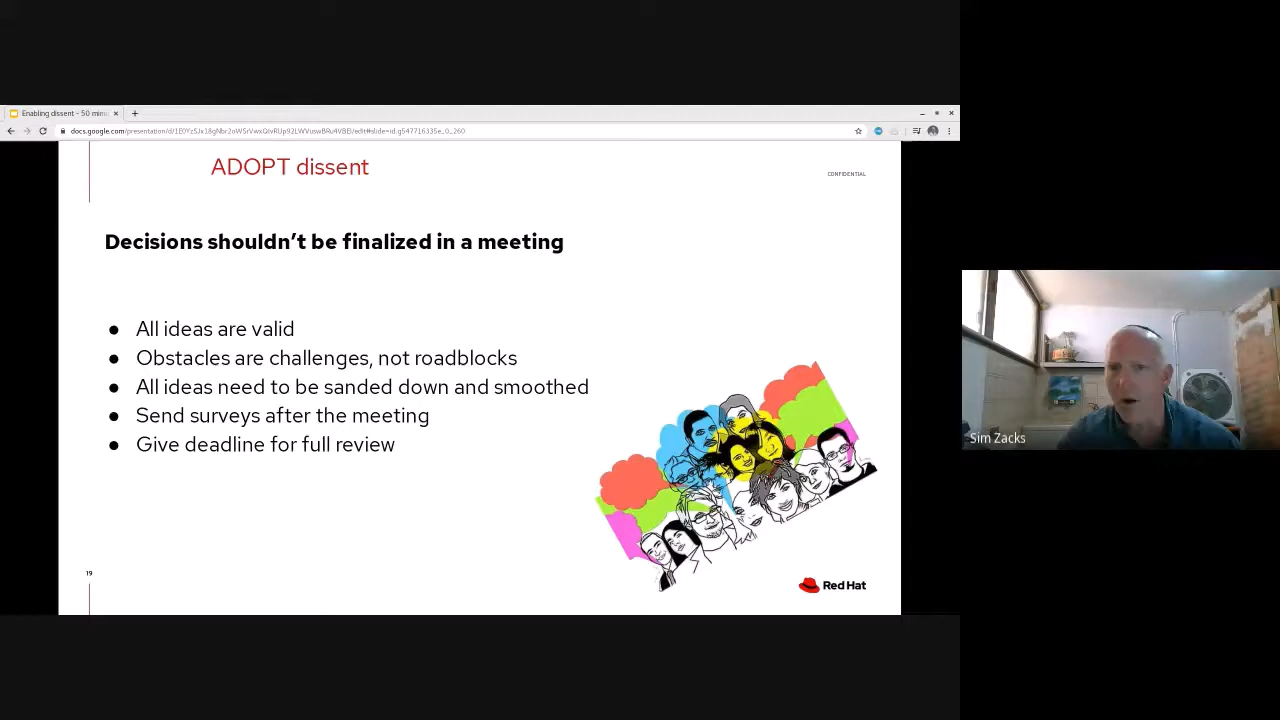 Enabling dissent - 50 minu
ADOPT dissent
CONFIDENTIAL
Decisions shouldn't be finalized in a meeting
● All ideas are valid
● Obstacles are challenges, not roadblocks
● All ideas need to be sanded down and smoothed
● Send surveys after the meeting
● Give deadline for full review
Sim Zacks
19
Red Hat